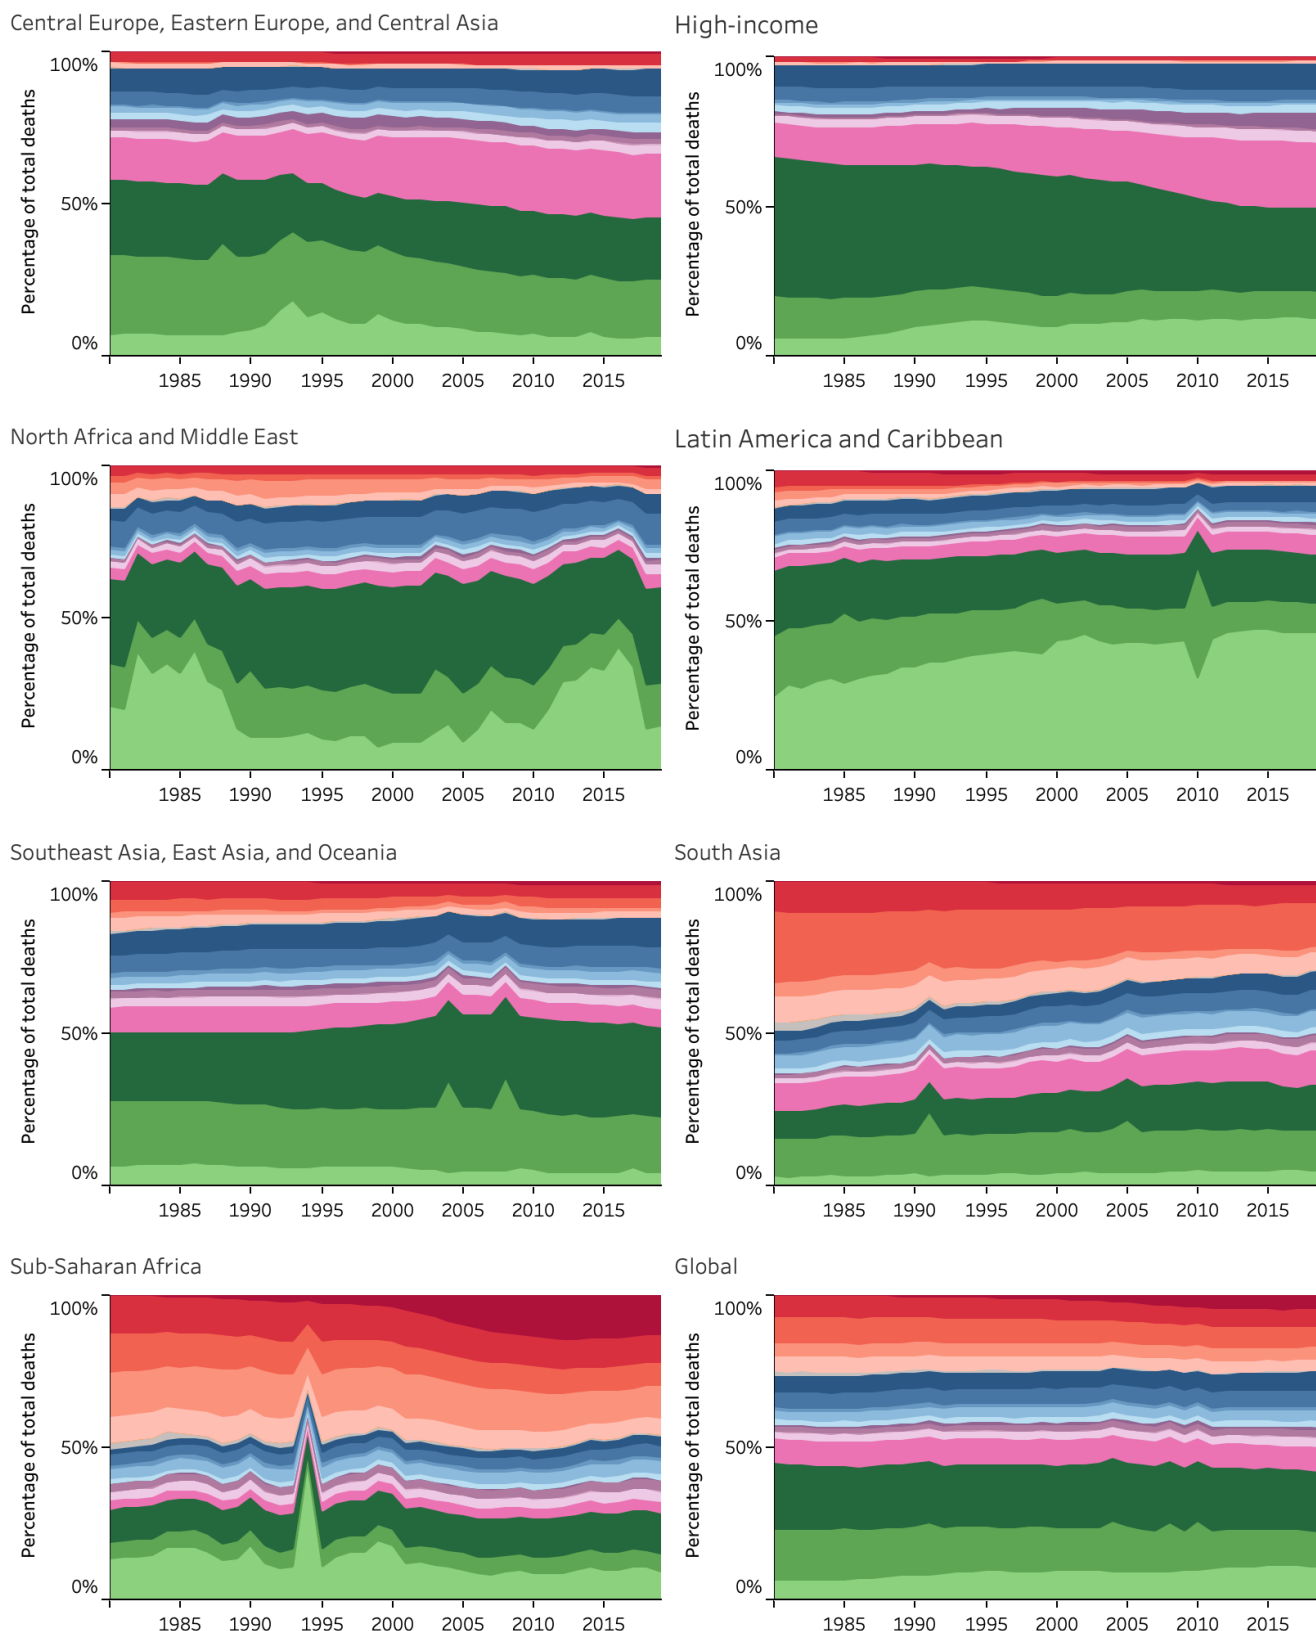 Central Europe, Eastern Europe, and Central Asia
High-income
Percentage of total deaths
100%
50%
0%
1985 1990 1995 2000 2005 2010 2015
Percentage of total deaths
100%
50%
0%
1985 1990 1995 2000 2005 2010 2015
North Africa and Middle East
Latin America and Caribbean
Percentage of total deaths
100%
50%
0%
1985 1990 1995 2000 2005 2010 2015
Percentage of total deaths
100%
50%
0%
1985 1990 1995 2000 2005 2010 2015
Southeast Asia, East Asia, and Oceania
South Asia
Percentage of total deaths
100%
50%
0%
1985 1990 1995 2000 2005 2010 2015
Percentage of total deaths
100%
50%
0%
1985 1990 1995 2000 2005 2010 2015
Sub-Saharan Africa
Global
Percentage of total deaths
100%
50%
0%
1985 1990 1995 2000 2005 2010 2015
Percentage of total deaths
100%
50%
0%
1985 1990 1995 2000 2005 2010 2015